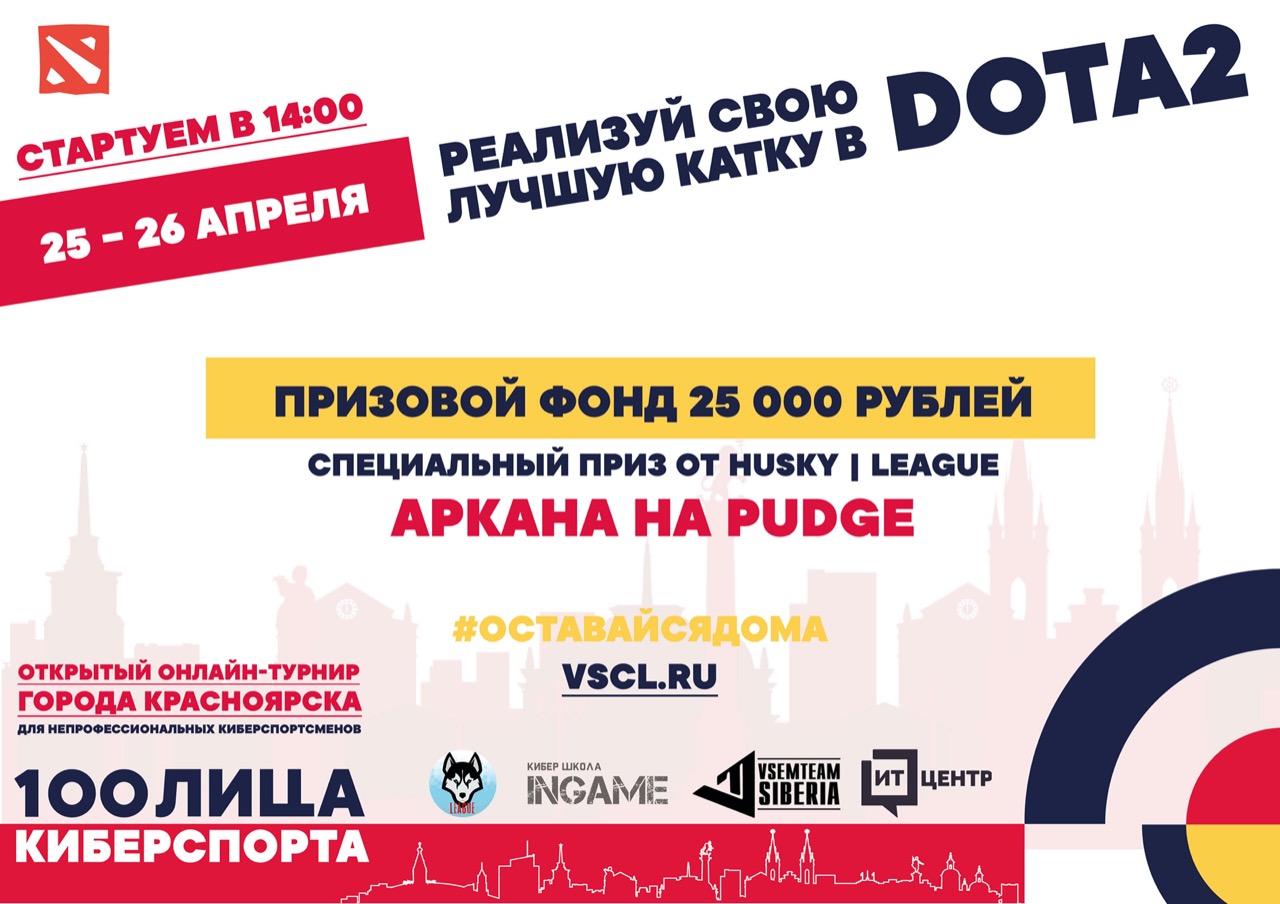 СТАРТУЕМ В 14:00
25 – 26 АПРЕЛЯ
РЕАЛИЗУЙ СВОЮ
ЛУЧШУЮ КАТКУ В
DOTA2
ПРИЗОВОЙ ФОНД 25 000 РУБЛЕЙ
СПЕЦИАЛЬНЫЙ ПРИЗ ОТ HUSKY | LEAGUE
АРКАНА НА PUDGE
#ОСТАВАЙСЯДОМА
VSCL.RU
ОТКРЫТЫЙ ОНЛАЙН-ТУРНИР
ГОРОДА КРАСНОЯРСКА
ДЛЯ НЕПРОФЕССИОНАЛЬНЫХ КИБЕРСПОРТСМЕНОВ
100ЛИЦА
КИБЕРСПОРТА
LEAGUE
КИБЕР ШКОЛА
INGAME
VSEMTEAM
SIBERIA
ИТ ЦЕНТР